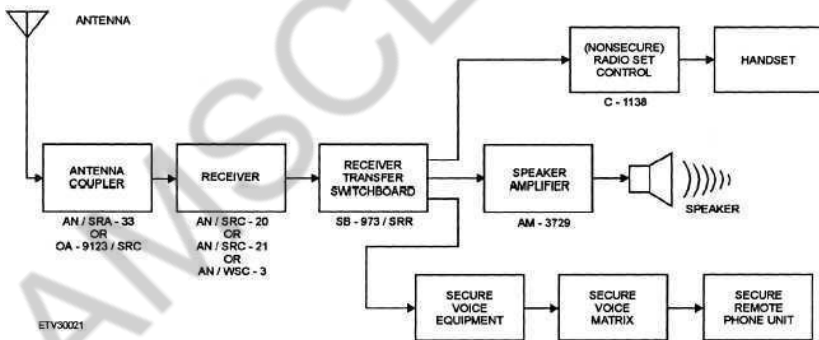 ANTENNA
(NONSECURE)
RADIO SET
CONTROL
C - 1138
HANDSET
ANTENNA
COUPLER
AN / SRA - 33
OR
OA - 9123 / SRC
RECEIVER
AN / SRC - 20
OR
AN / SRC - 21
OR
AN / WSC - 3
RECEIVER
TRANSFER
SWITCHBOARD
SB - 973 / SRR
SPEAKER
AMPLIFIER
AM - 3729
SPEAKER
SECURE
VOICE
EQUIPMENT
SECURE
VOICE
MATRIX
SECURE
REMOTE
PHONE UNIT
ETV30021
AMSCL